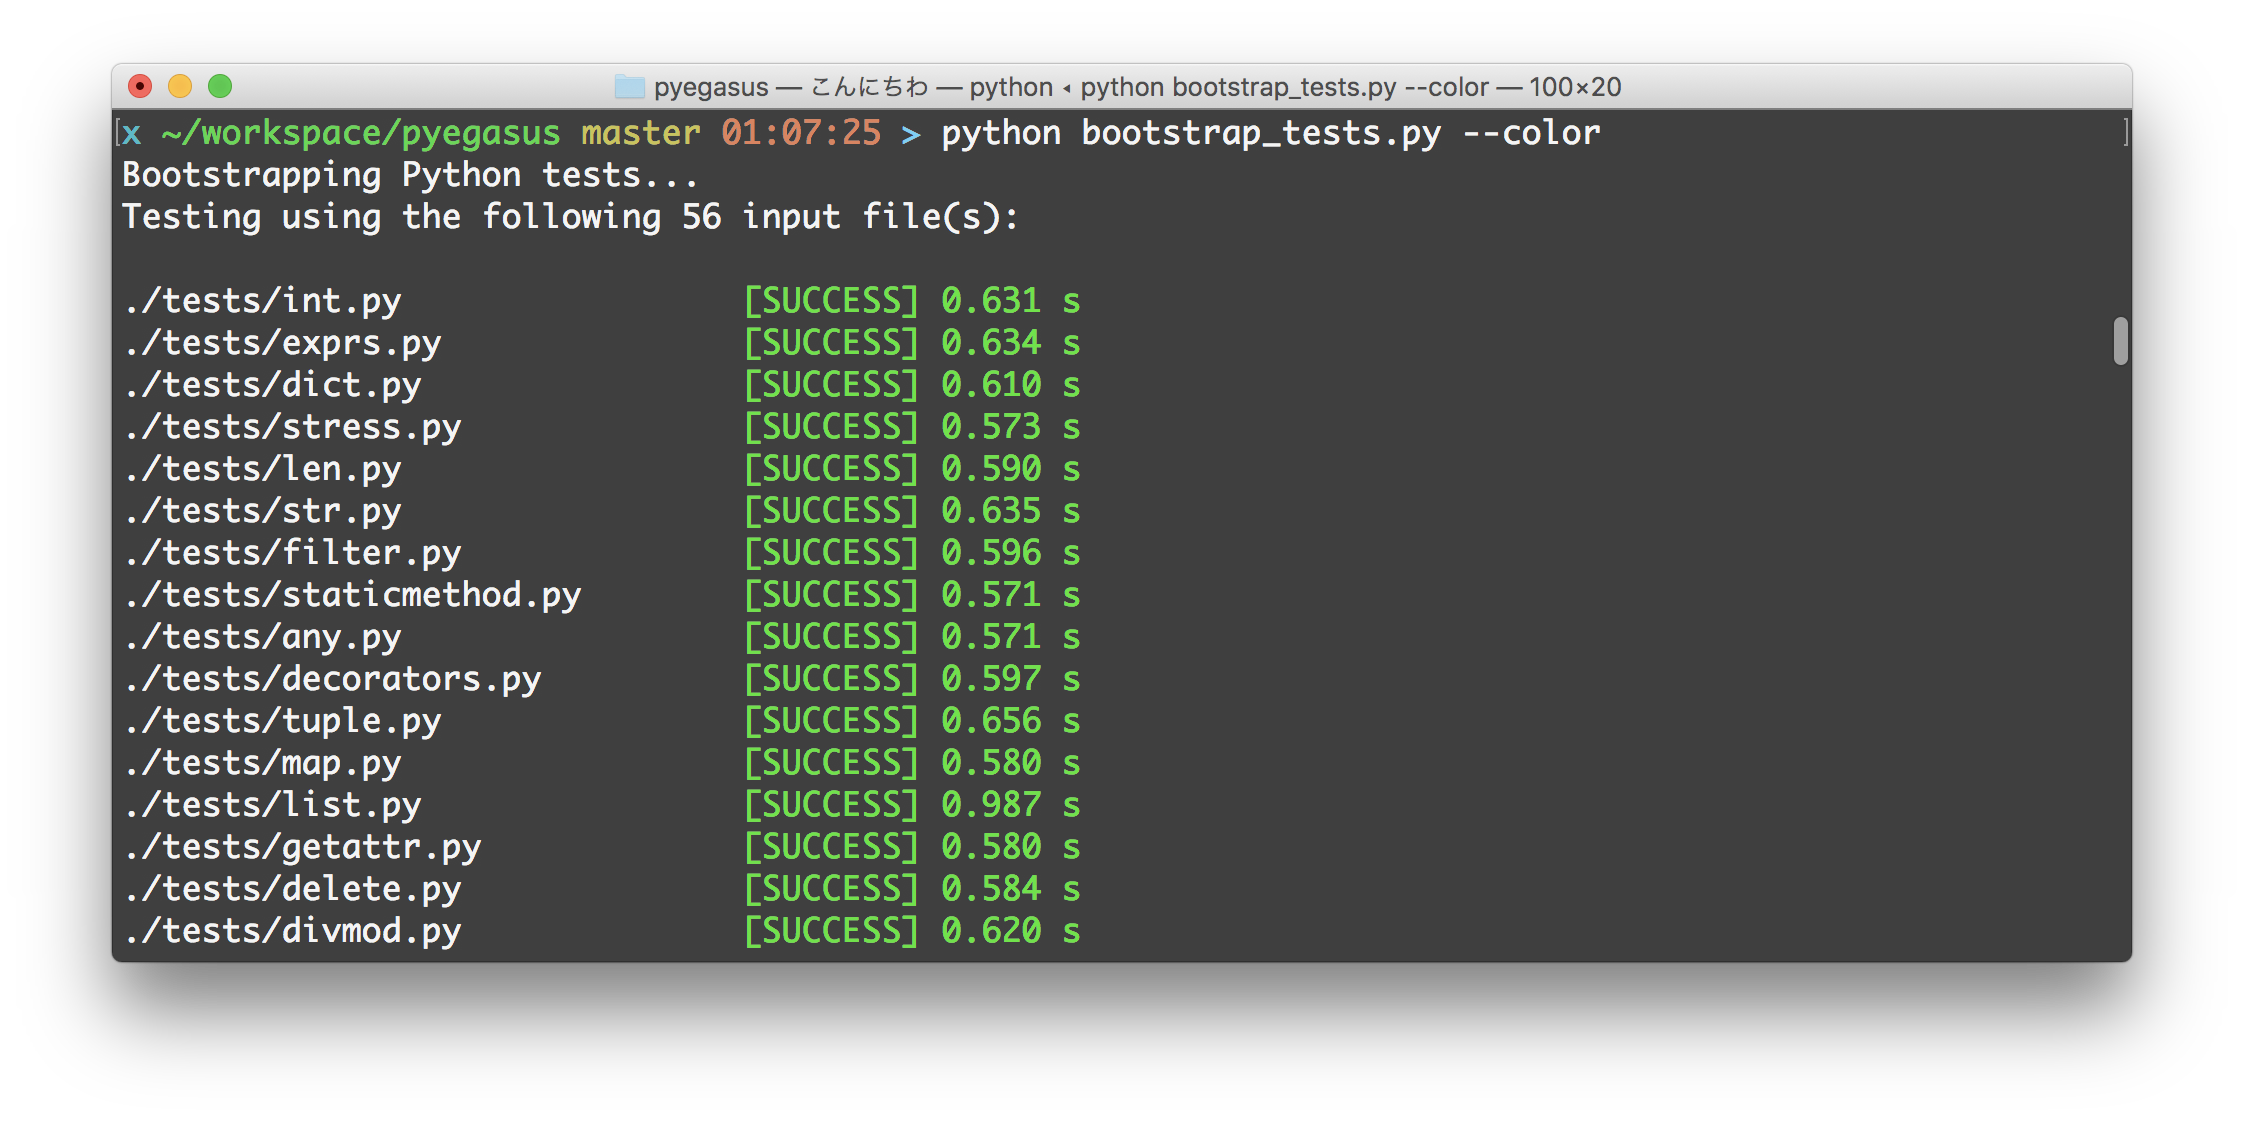 pyegasus — こんにちわ — python ◂ python bootstrap_tests.py --color — 100×20
[x ~/workspace/pyegasus master 01:07:25 > python bootstrap_tests.py --color ]
Bootstrapping Python tests...
Testing using the following 56 input file(s):
./tests/int.py [SUCCESS] 0.631 s
./tests/exprs.py [SUCCESS] 0.634 s
./tests/dict.py [SUCCESS] 0.610 s
./tests/stress.py [SUCCESS] 0.573 s
./tests/len.py [SUCCESS] 0.590 s
./tests/str.py [SUCCESS] 0.635 s
./tests/filter.py [SUCCESS] 0.596 s
./tests/staticmethod.py [SUCCESS] 0.571 s
./tests/any.py [SUCCESS] 0.571 s
./tests/decorators.py [SUCCESS] 0.597 s
./tests/tuple.py [SUCCESS] 0.656 s
./tests/map.py [SUCCESS] 0.580 s
./tests/list.py [SUCCESS] 0.987 s
./tests/getattr.py [SUCCESS] 0.580 s
./tests/delete.py [SUCCESS] 0.584 s
./tests/divmod.py [SUCCESS] 0.620 s